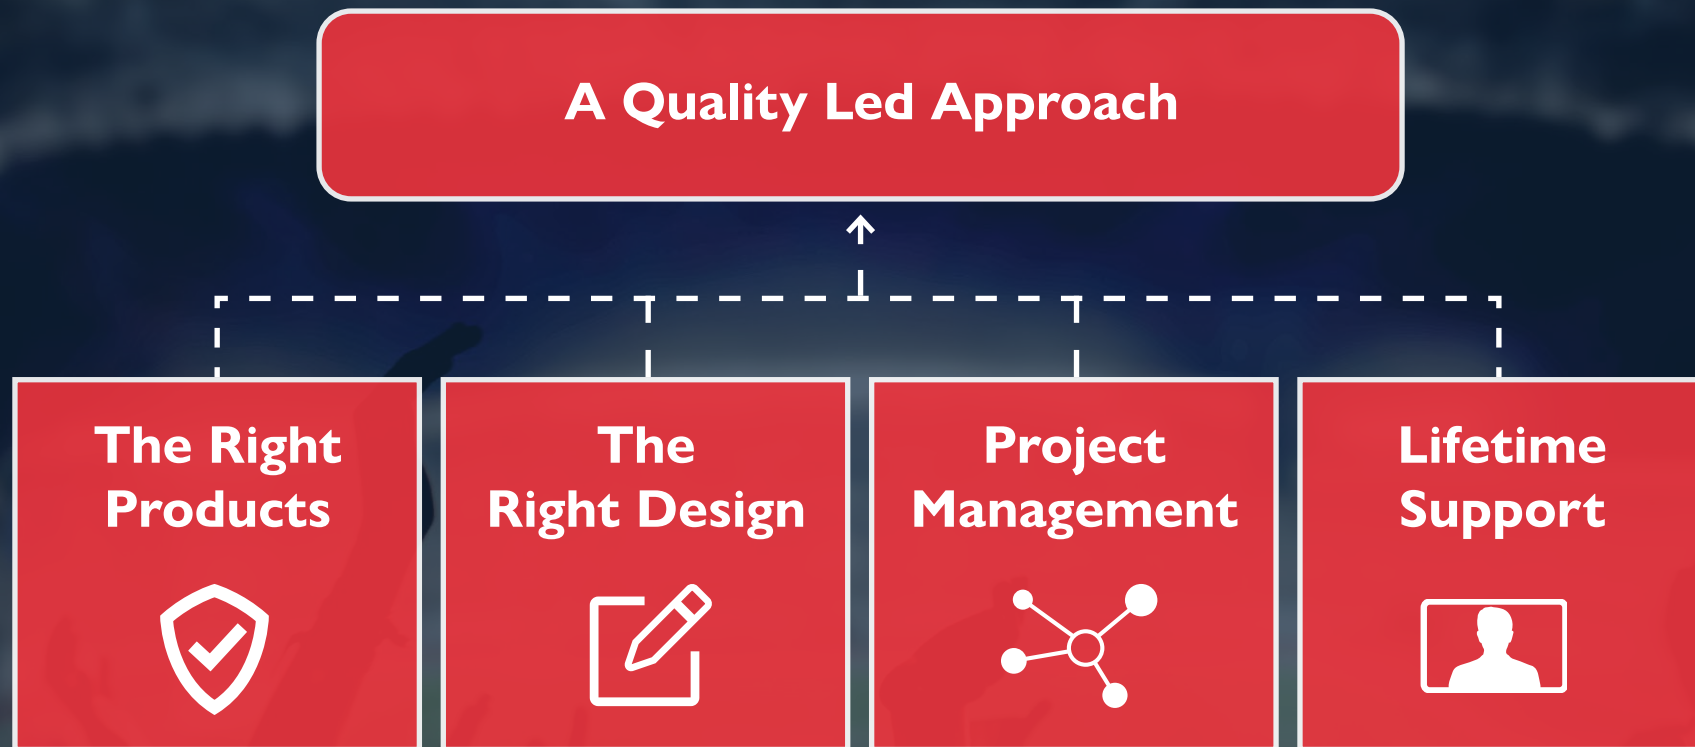 A Quality Led Approach
The Right
Products
The
Right Design
Project
Management
Lifetime
Support